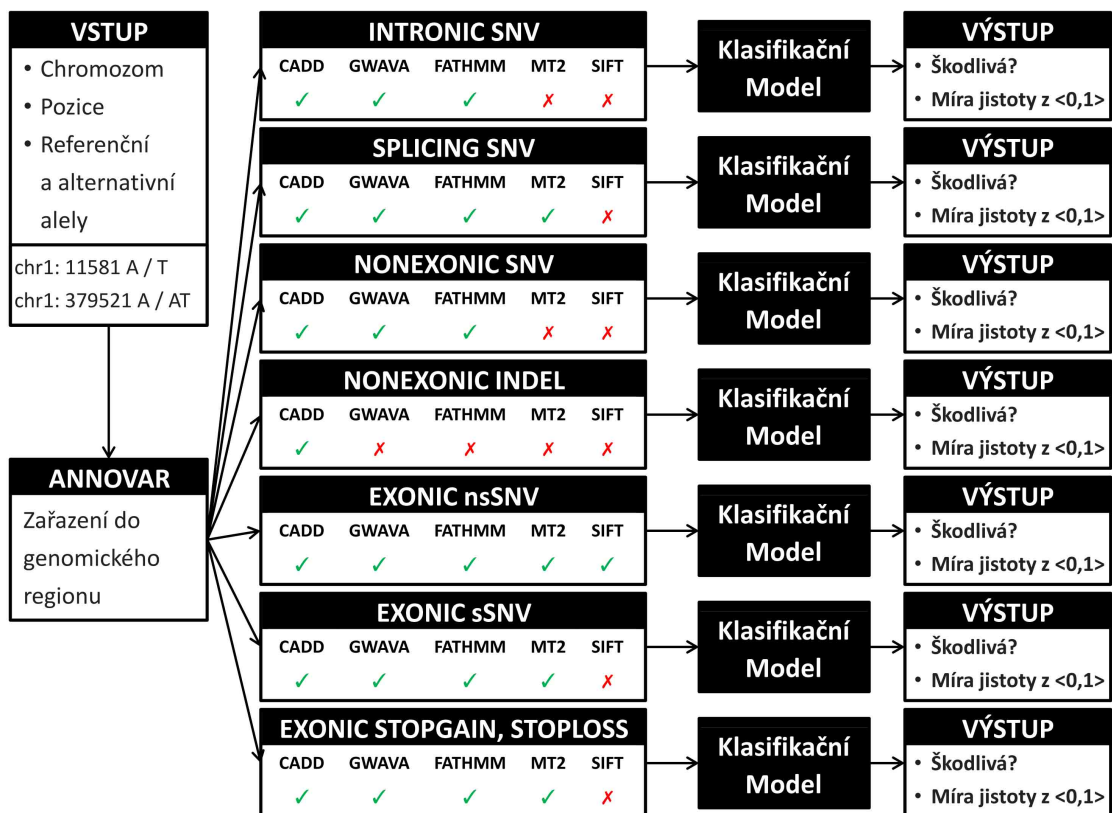 VSTUP
• Chromozom
• Pozice
• Referenční
a alternativní
alely
chr1: 11581 A / T
chr1: 379521 A / AT
ANNOVAR
Zařazení do
genomického
regionu
INTRONIC SNV
CADD GWAVA FATHMM MT2 SIFT
✓ ✓ ✓ ✗ ✗
Klasifikační
Model
VÝSTUP
• Škodlivá?
• Míra jistoty z <0,1>
SPLICING SNV
CADD GWAVA FATHMM MT2 SIFT
✓ ✓ ✓ ✓ ✗
Klasifikační
Model
VÝSTUP
• Škodlivá?
• Míra jistoty z <0,1>
NONEXONIC SNV
CADD GWAVA FATHMM MT2 SIFT
✓ ✓ ✓ ✗ ✗
Klasifikační
Model
VÝSTUP
• Škodlivá?
• Míra jistoty z <0,1>
NONEXONIC INDEL
CADD GWAVA FATHMM MT2 SIFT
✓ ✗ ✗ ✗ ✗
Klasifikační
Model
VÝSTUP
• Škodlivá?
• Míra jistoty z <0,1>
EXONIC nsSNV
CADD GWAVA FATHMM MT2 SIFT
✓ ✓ ✓ ✓ ✓
Klasifikační
Model
VÝSTUP
• Škodlivá?
• Míra jistoty z <0,1>
EXONIC sSNV
CADD GWAVA FATHMM MT2 SIFT
✓ ✓ ✓ ✓ ✗
Klasifikační
Model
VÝSTUP
• Škodlivá?
• Míra jistoty z <0,1>
EXONIC STOPGAIN, STOPLOSS
CADD GWAVA FATHMM MT2 SIFT
✓ ✓ ✓ ✓ ✗
Klasifikační
Model
VÝSTUP
• Škodlivá?
• Míra jistoty z <0,1>